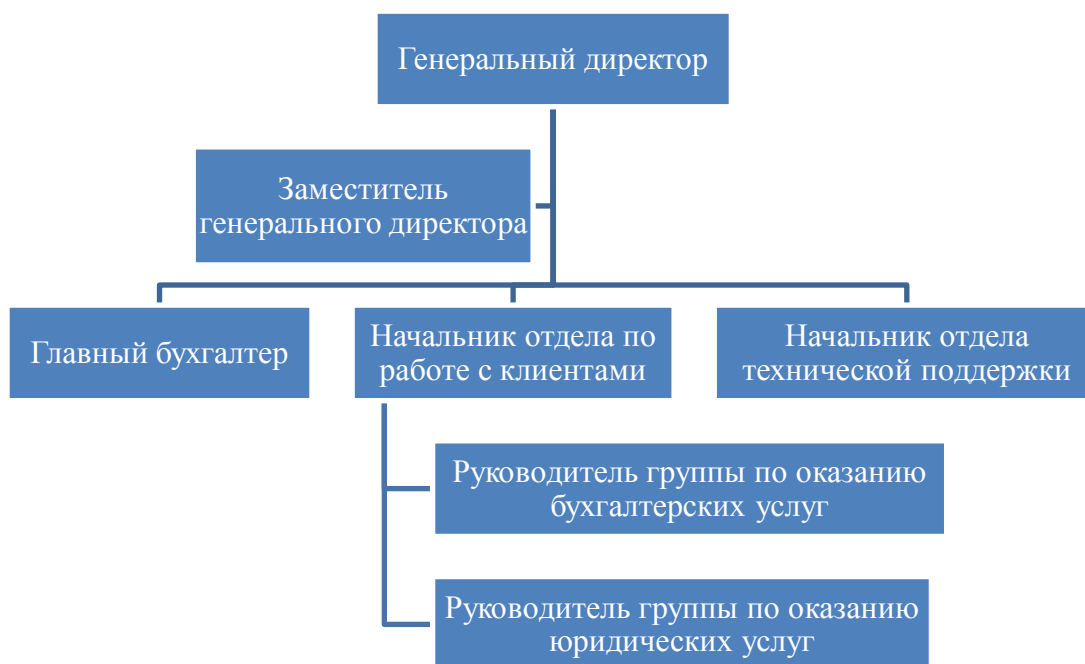 Генеральный директор
Заместитель
генерального директора
Главный бухгалтер
Начальник отдела по
работе с клиентами
Начальник отдела
технической поддержки
Руководитель группы по оказанию
бухгалтерских услуг
Руководитель группы по оказанию
юридических услуг